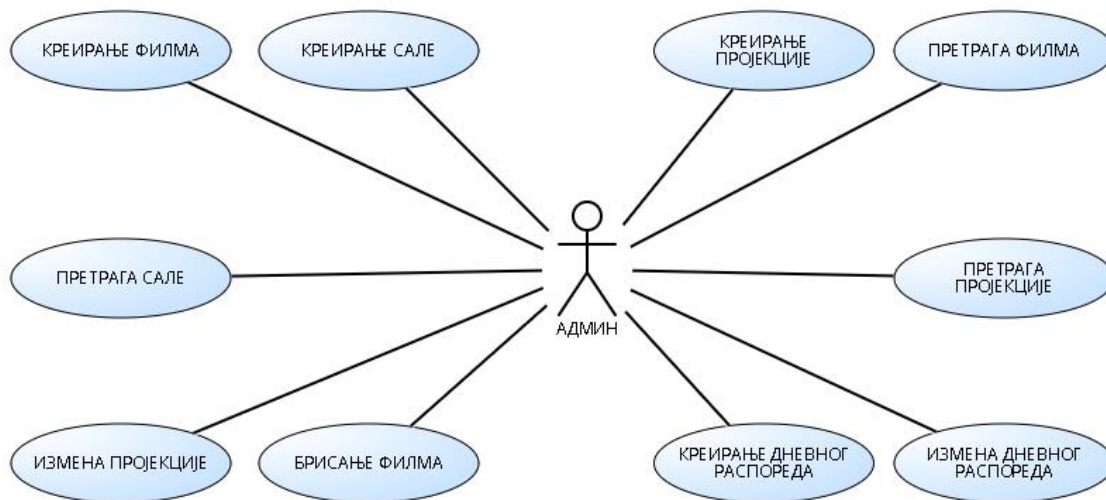 КРЕИРАЊЕ ФИЛМА
КРЕИРАЊЕ САЛЕ
КРЕИРАЊЕ
ПРОЈЕКЦИЈЕ
ПРЕТРАГА ФИЛМА
ПРЕТРАГА САЛЕ
АДМИН
ПРЕТРАГА
ПРОЈЕКЦИЈЕ
ИЗМЕНА ПРОЈЕКЦИЈЕ
БРИСАЊЕ ФИЛМА
КРЕИРАЊЕ ДНЕВНОГ
РАСПОРЕДА
ИЗМЕНА ДНЕВНОГ
РАСПОРЕДА